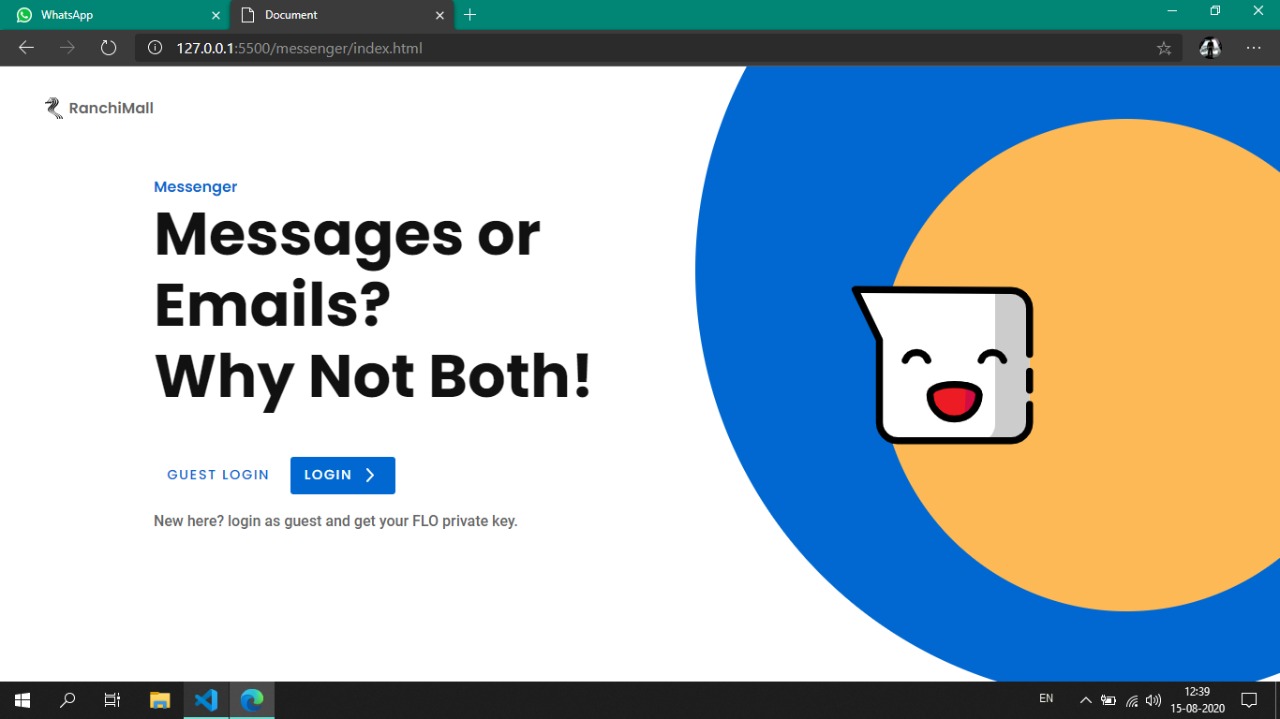 WhatsApp
Document
127.0.0.1:5500/messenger/index.html
RanchiMall
Messenger
Messages or
Emails?
Why Not Both!
GUEST LOGIN
LOGIN
New here? login as guest and get your FLO private key.
EN
12:39
15-08-2020